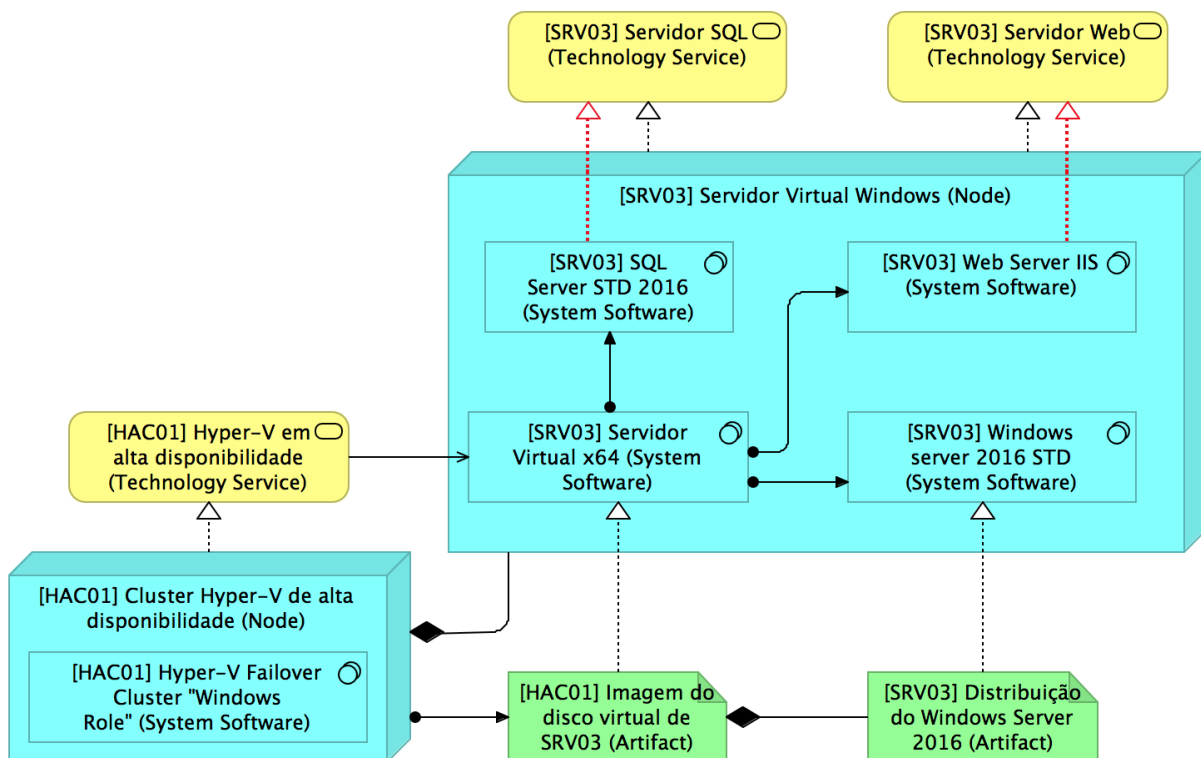 [SRV03] Servidor SQL
(Technology Service)
[SRV03] Servidor Web
(Technology Service)
[SRV03] Servidor Virtual Windows (Node)
[SRV03] SQL
Server STD 2016
(System Software)
[SRV03] Web Server IIS
(System Software)
[HAC01] Hyper-V em
alta disponibilidade
(Technology Service)
[SRV03] Servidor
Virtual x64 (System
Software)
[SRV03] Windows
server 2016 STD
(System Software)
[HAC01] Cluster Hyper-V de alta
disponibilidade (Node)
[HAC01] Hyper-V Failover
Cluster "Windows
Role" (System Software)
[HAC01] Imagem do
disco virtual de
SRV03 (Artifact)
[SRV03] Distribuição
do Windows Server
2016 (Artifact)